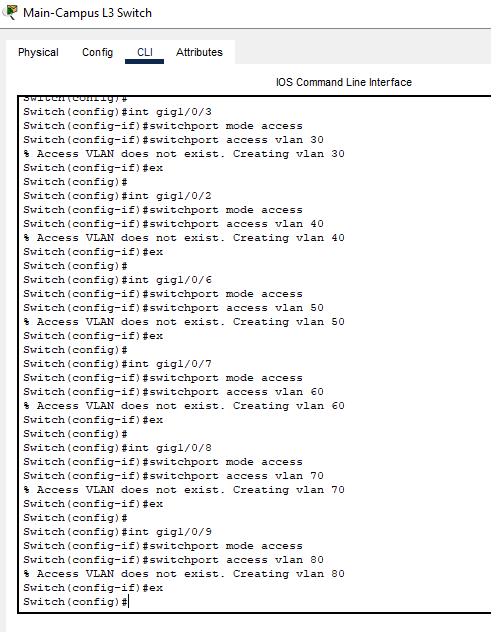 Main-Campus L3 Switch
Physical Config CLI Attributes
IOS Command Line Interface
Switch(config)#
Switch(config)#int gig1/0/3
Switch(config-if)#switchport mode access
Switch(config-if)#switchport access vlan 30
% Access VLAN does not exist. Creating vlan 30
Switch(config-if)#ex
Switch(config)#
Switch(config)#int gig1/0/2
Switch(config-if)#switchport mode access
Switch(config-if)#switchport access vlan 40
% Access VLAN does not exist. Creating vlan 40
Switch(config-if)#ex
Switch(config)#
Switch(config)#int gig1/0/6
Switch(config-if)#switchport mode access
Switch(config-if)#switchport access vlan 50
% Access VLAN does not exist. Creating vlan 50
Switch(config-if)#ex
Switch(config)#
Switch(config)#int gig1/0/7
Switch(config-if)#switchport mode access
Switch(config-if)#switchport access vlan 60
% Access VLAN does not exist. Creating vlan 60
Switch(config-if)#ex
Switch(config)#
Switch(config)#int gig1/0/8
Switch(config-if)#switchport mode access
Switch(config-if)#switchport access vlan 70
% Access VLAN does not exist. Creating vlan 70
Switch(config-if)#ex
Switch(config)#
Switch(config)#int gig1/0/9
Switch(config-if)#switchport mode access
Switch(config-if)#switchport access vlan 80
% Access VLAN does not exist. Creating vlan 80
Switch(config-if)#ex
Switch(config)#